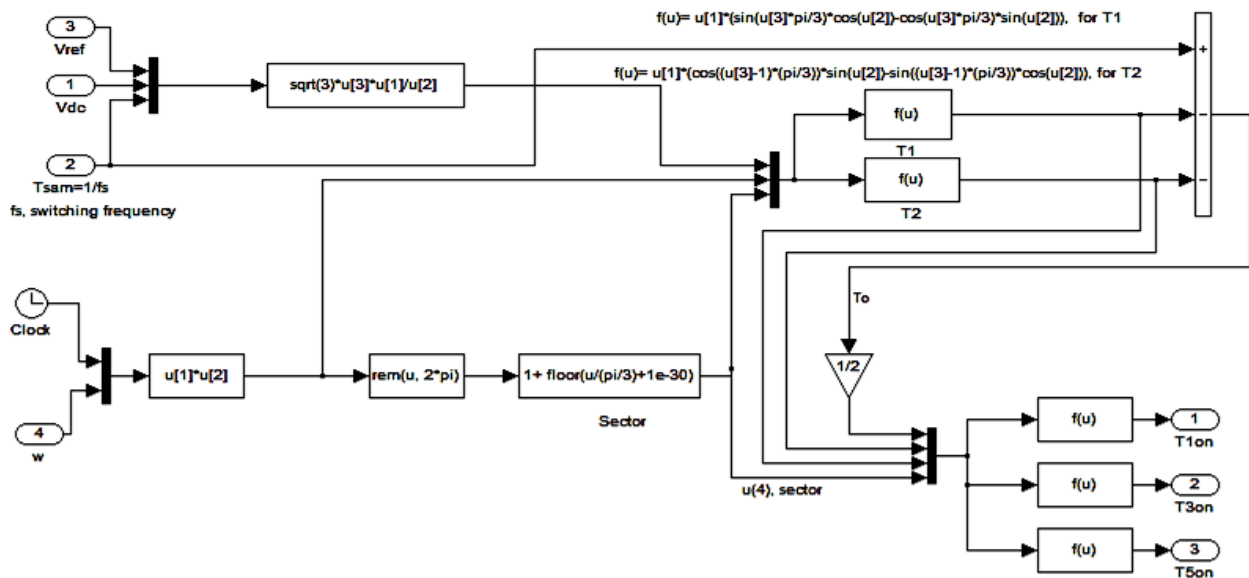 f(u)= u[1]*(sin(u[3]*pi/3)*cos(u[2])-cos(u[3]*pi/3)*sin(u[2])), for T1
3
Vref
+
f(u)= u[1]*(cos((u[3]-1)*(pi/3))*sin(u[2])-sin((u[3]-1)*(pi/3))*cos(u[2])), for T2
1
Vdc
sqrt(3)*u[3]*u[1]/u[2]
f(u)
T1
−
2
Tsam=1/fs
fs, switching frequency
f(u)
T2
−
Clock
To
u[1]*u[2]
rem(u, 2*pi)
1+ floor(u/(pi/3)+1e-30)
Sector
1/2
4
w
f(u)
1
T1on
u(4), sector
f(u)
2
T3on
f(u)
3
T5on